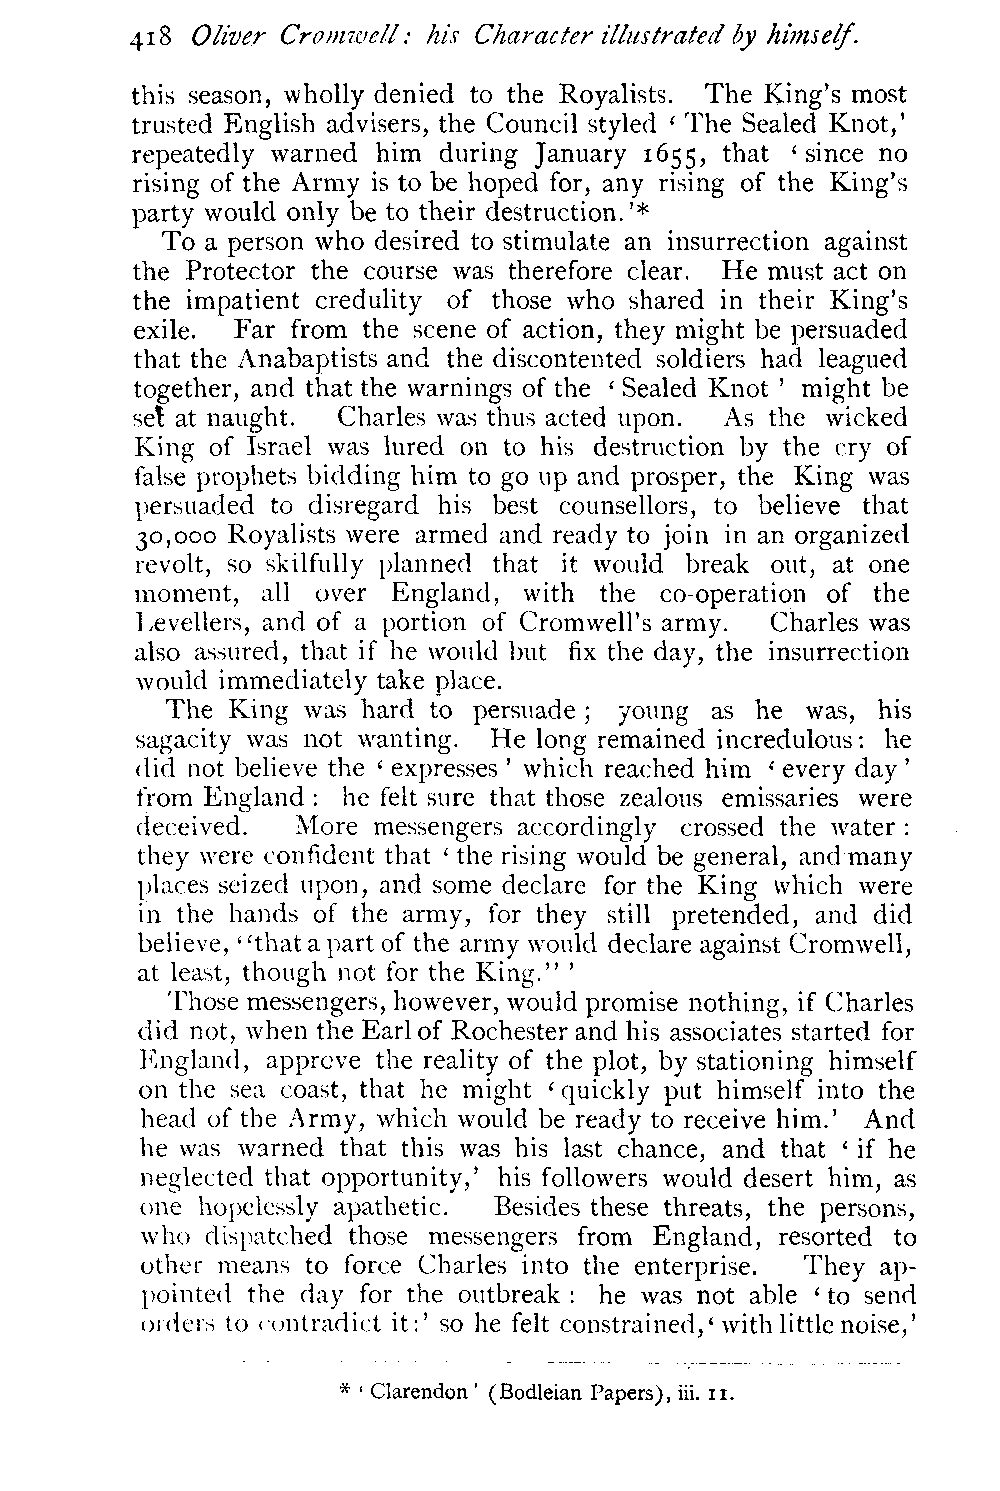 418 Oliver Cromwell: his Character illustrated by himself.
this season, wholly denied to the Royalists. The King's most
trusted English advisers, the Council styled ‘ The Sealed Knot,’
repeatedly warned him during January 1655, that ‘ since no
rising of the Army is to be hoped for, any rising of the King's
party would only be to their destruction.’*
To a person who desired to stimulate an insurrection against
the Protector the course was therefore clear. He must act on
the impatient credulity of those who shared in their King's
exile. Far from the scene of action, they might be persuaded
that the Anabaptists and the discontented soldiers had leagued
together, and that the warnings of the ‘ Sealed Knot ’ might be
set at naught. Charles was thus acted upon. As the wicked
King of Israel was lured on to his destruction by the cry of
false prophets bidding him to go up and prosper, the King was
persuaded to disregard his best counsellors, to believe that
30,000 Royalists were armed and ready to join in an organized
revolt, so skilfully planned that it would break out, at one
moment, all over England, with the co-operation of the
Levellers, and of a portion of Cromwell's army. Charles was
also assured, that if he would but fix the day, the insurrection
would immediately take place.
The King was hard to persuade ; young as he was, his
sagacity was not wanting. He long remained incredulous: he
did not believe the ‘ expresses ’ which reached him ‘ every day ’
from England : he felt sure that those zealous emissaries were
deceived. More messengers accordingly crossed the water :
they were confident that ‘ the rising would be general, and many
places seized upon, and some declare for the King which were
in the hands of the army, for they still pretended, and did
believe, ‘“that a part of the army would declare against Cromwell,
at least, though not for the King.” ’
Those messengers, however, would promise nothing, if Charles
did not, when the Earl of Rochester and his associates started for
England, approve the reality of the plot, by stationing himself
on the sea coast, that he might ‘ quickly put himself into the
head of the Army, which would be ready to receive him.’ And
he was warned that this was his last chance, and that ‘ if he
neglected that opportunity,’ his followers would desert him, as
one hopelessly apathetic. Besides these threats, the persons,
who dispatched those messengers from England, resorted to
other means to force Charles into the enterprise. They ap-
pointed the day for the outbreak : he was not able ‘ to send
orders to contradict it :’ so he felt constrained, ‘ with little noise,’
* ‘ Clarendon ’ (Bodleian Papers), iii. 11.